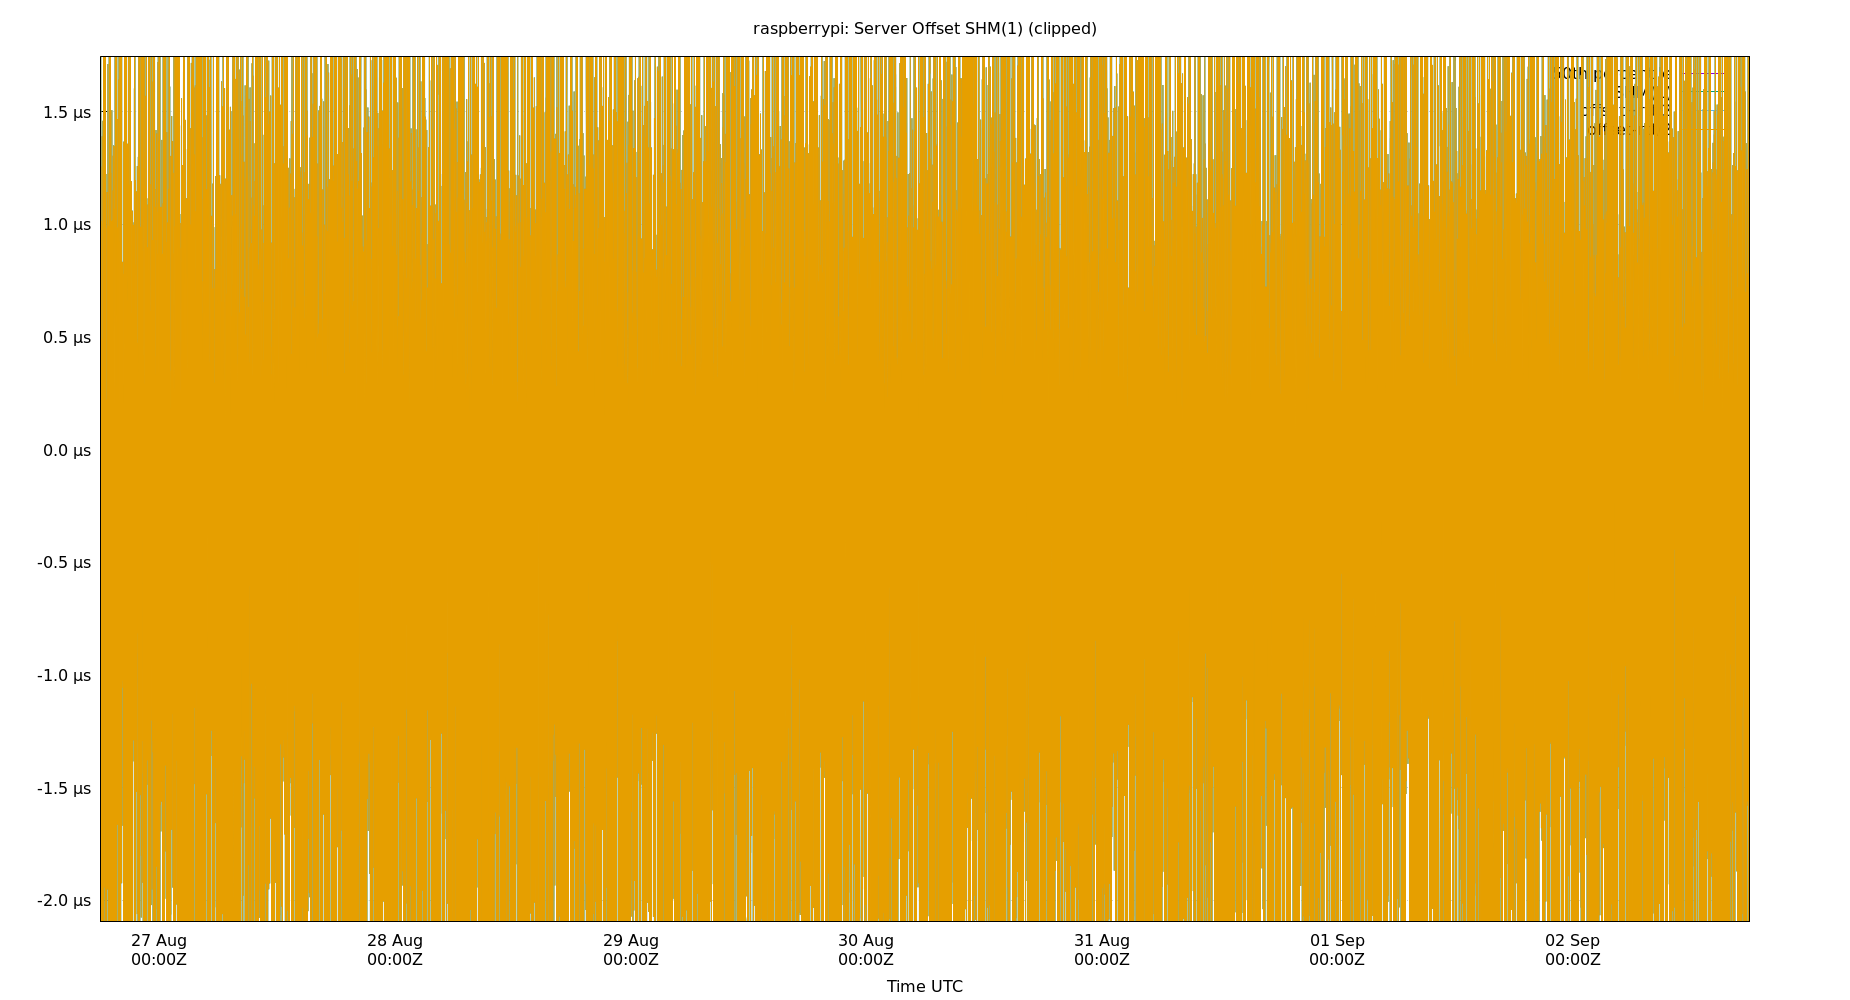 raspberrypi: Server Offset SHM(1) (clipped)
1.5 µs
1.0 µs
0.5 µs
0.0 µs
-0.5 µs
-1.0 µs
-1.5 µs
-2.0 µs
27 Aug 28 Aug 29 Aug 30 Aug 31 Aug 01 Sep 02 Sep
00:00Z 00:00Z 00:00Z 00:00Z 00:00Z 00:00Z 00:00Z
Time UTC